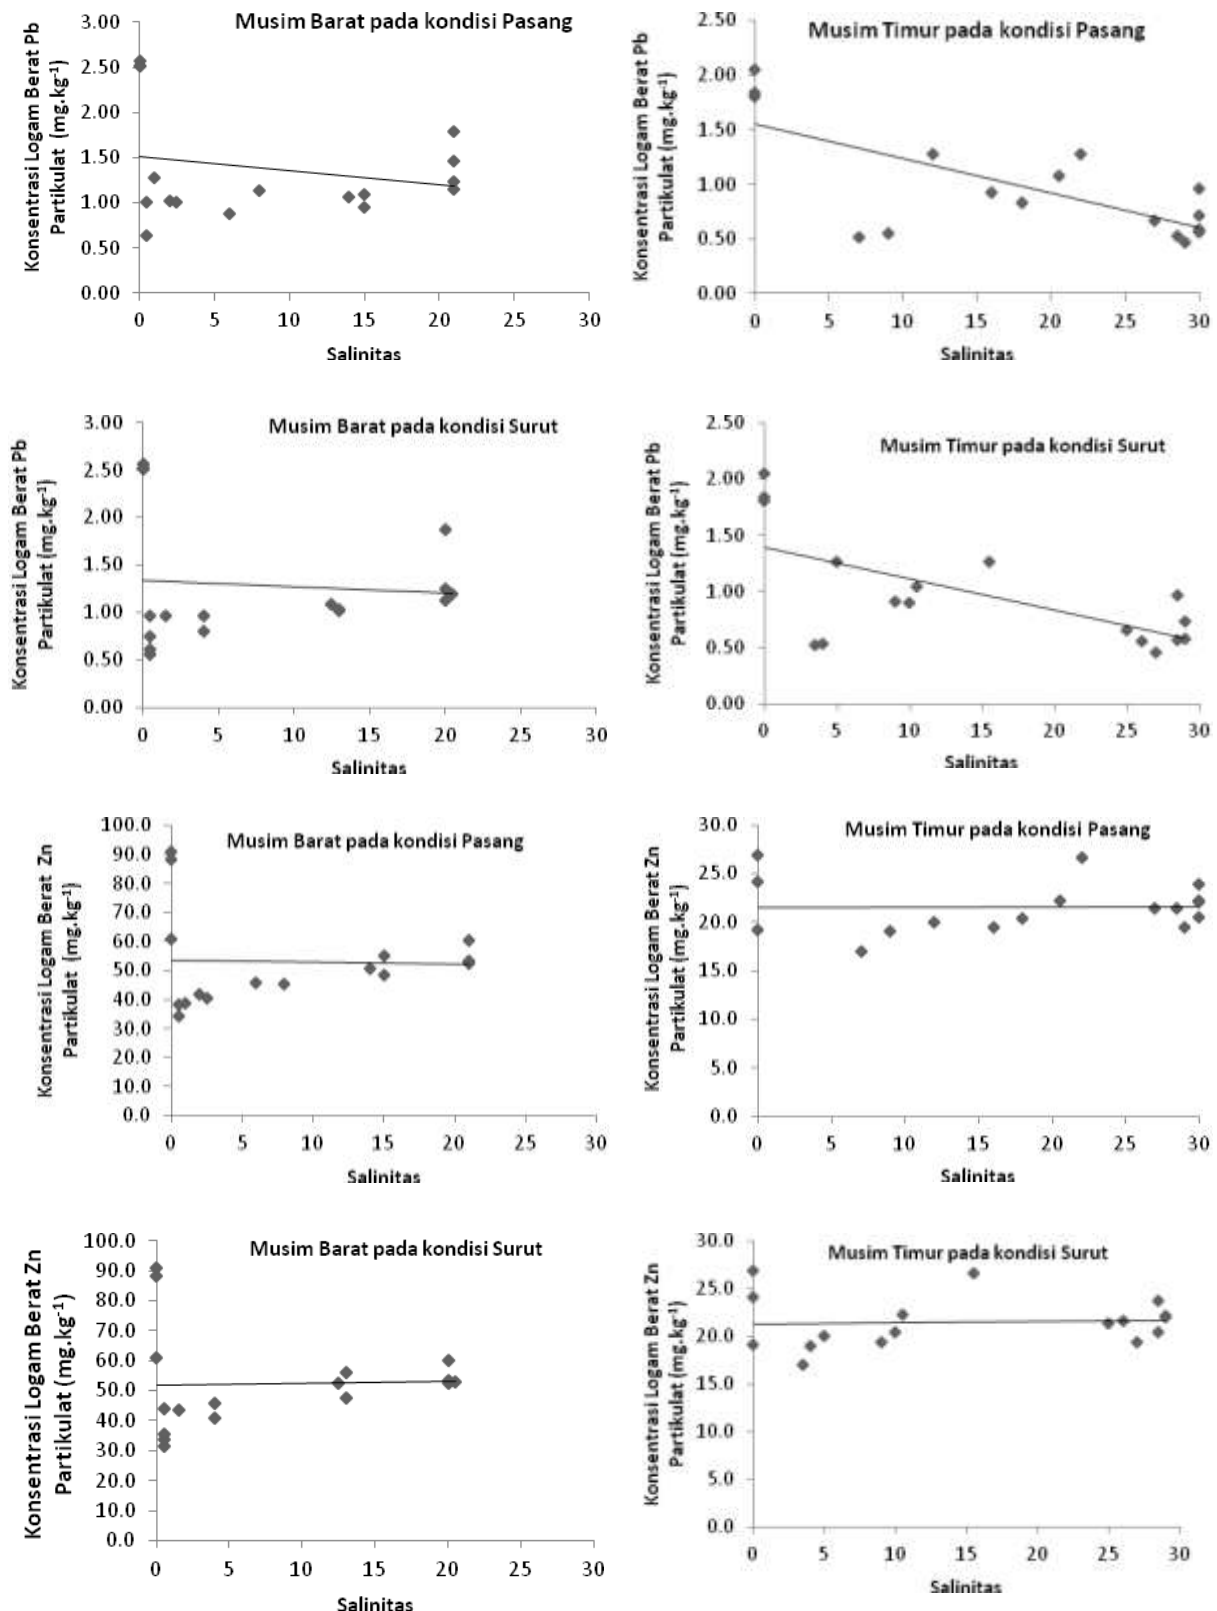 Musim Barat pada kondisi Pasang
Konsentrasi Logam Berat Pb
Partikulat (mg.kg⁻¹)
3.00
2.50
2.00
1.50
1.00
0.50
0.00
0 5 10 15 20 25 30
Salinitas
Musim Timur pada kondisi Pasang
Konsentrasi Logam Berat Pb
Partikulat (mg.kg⁻¹)
2.50
2.00
1.50
1.00
0.50
0.00
0 5 10 15 20 25 30
Salinitas
Musim Barat pada kondisi Surut
Konsentrasi Logam Berat Pb
Partikulat (mg.kg⁻¹)
3.00
2.50
2.00
1.50
1.00
0.50
0.00
0 5 10 15 20 25 30
Salinitas
Musim Timur pada kondisi Surut
Konsentrasi Logam Berat Pb
Partikulat (mg.kg⁻¹)
2.50
2.00
1.50
1.00
0.50
0.00
0 5 10 15 20 25 30
Salinitas
Musim Barat pada kondisi Pasang
Konsentrasi Logam Berat Zn
Partikulat (mg.kg⁻¹)
100.0
90.0
80.0
70.0
60.0
50.0
40.0
30.0
20.0
10.0
0.0
0 5 10 15 20 25 30
Salinitas
Musim Timur pada kondisi Pasang
Konsentrasi Logam Berat Zn
Partikulat (mg.kg⁻¹)
30.0
25.0
20.0
15.0
10.0
5.0
0.0
0 5 10 15 20 25 30
Salinitas
Musim Barat pada kondisi Surut
Konsentrasi Logam Berat Zn
Partikulat (mg.kg⁻¹)
100.0
90.0
80.0
70.0
60.0
50.0
40.0
30.0
20.0
10.0
0.0
0 5 10 15 20 25 30
Salinitas
Musim Timur pada kondisi Surut
Konsentrasi Logam Berat Zn
Partikulat (mg.kg⁻¹)
30.0
25.0
20.0
15.0
10.0
5.0
0.0
0 5 10 15 20 25 30
Salinitas